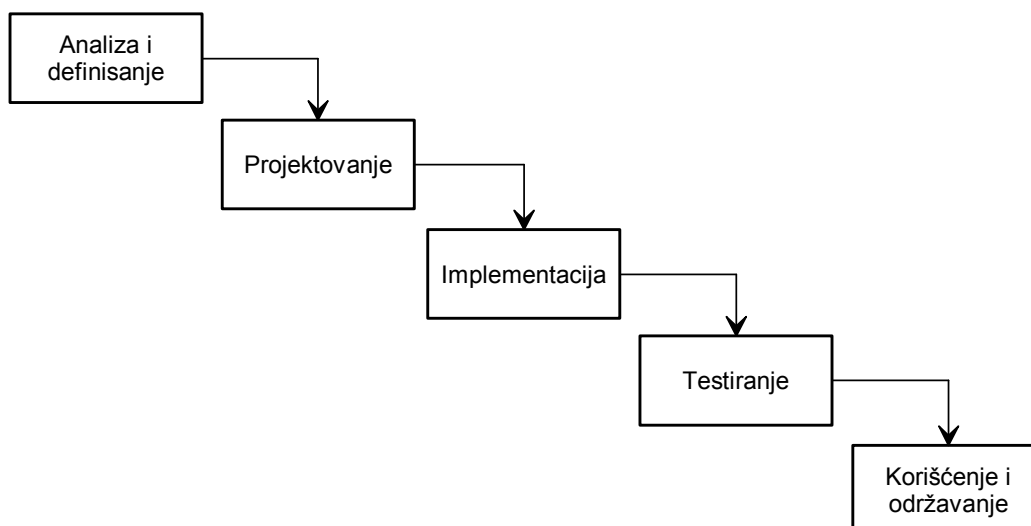 Analiza i
definisanje
Projektovanje
Implementacija
Testiranje
Korišćenje i
održavanje